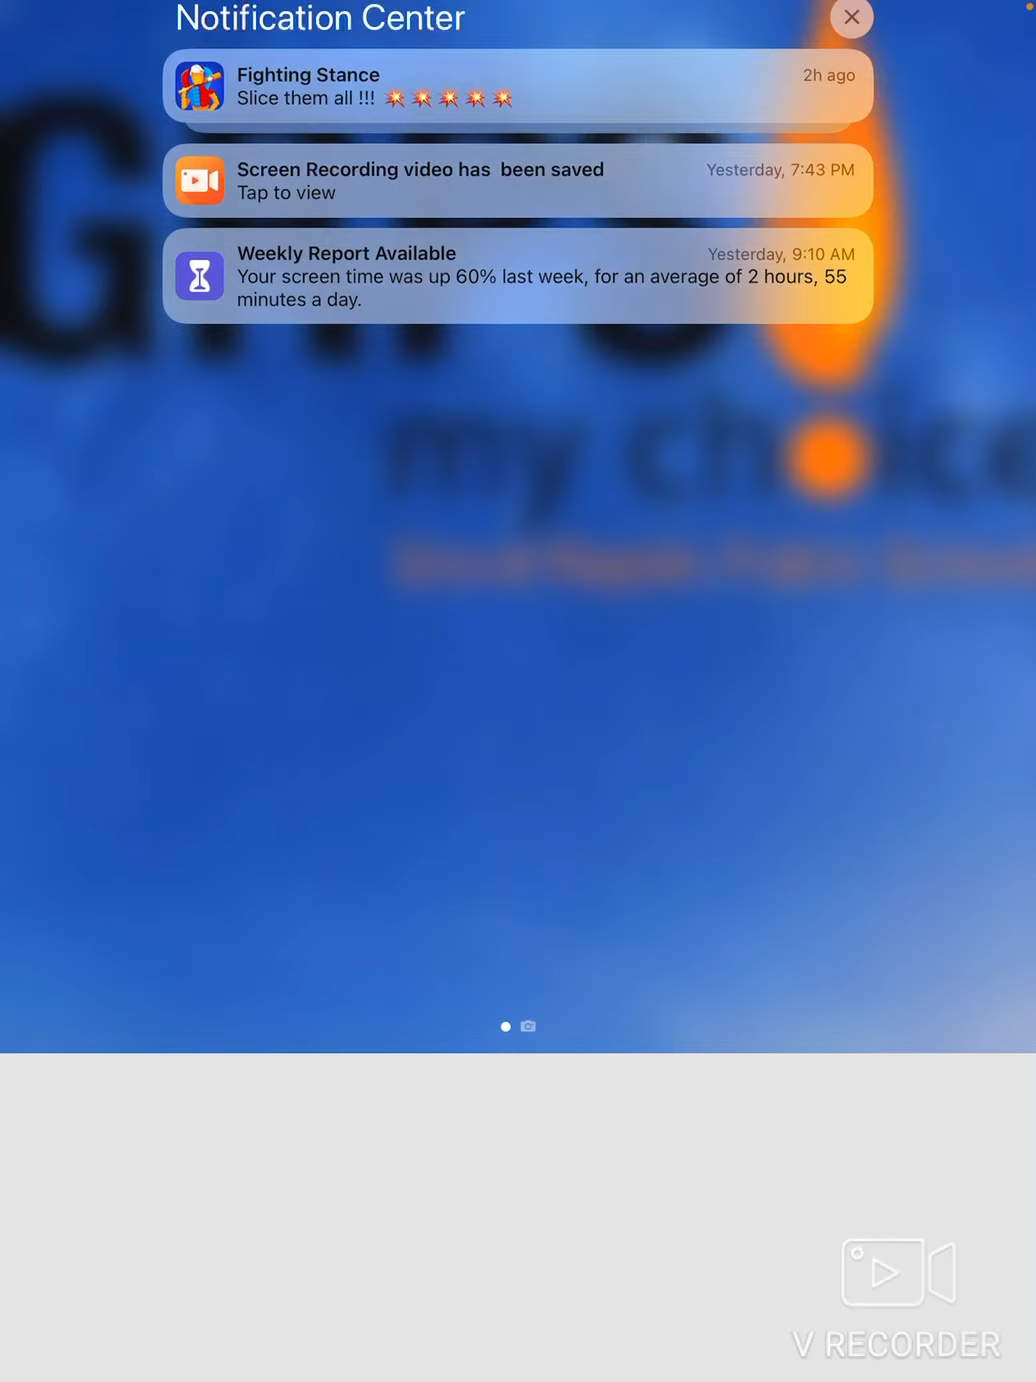 Notification Center
Fighting Stance
2h ago
Slice them all !!! 💥 💥 💥 💥 💥
Screen Recording video has  been saved
Yesterday, 7:43 PM
Tap to view
Weekly Report Available
Yesterday, 9:10 AM
Your screen time was up 60% last week, for an average of 2 hours, 55
minutes a day.
my choice
V RECORDER